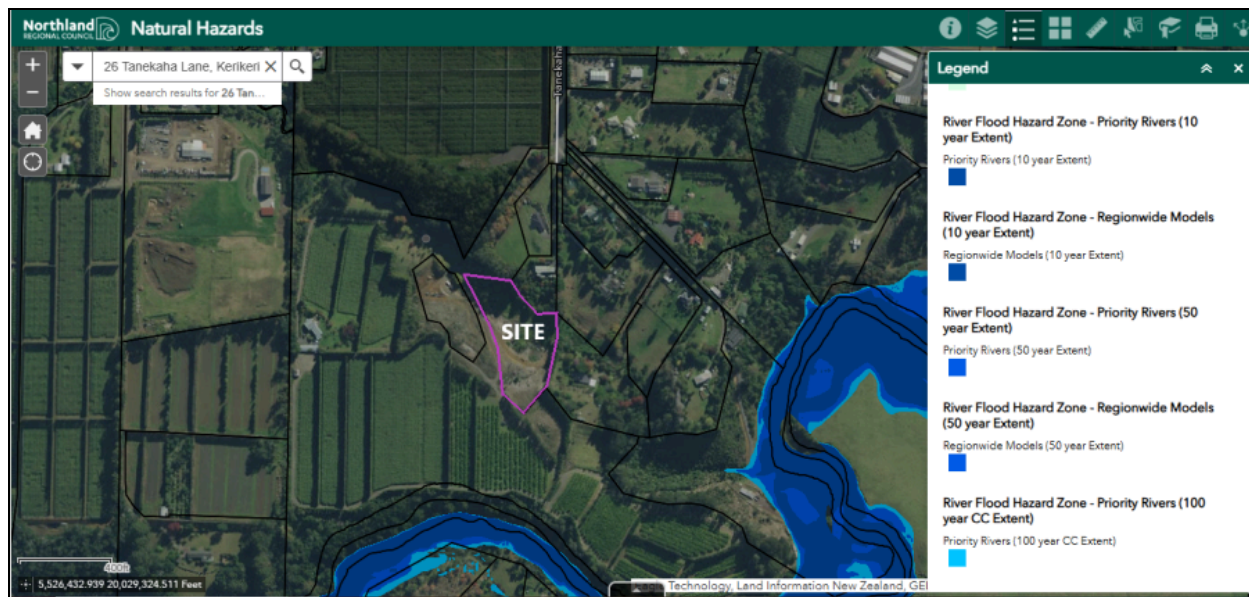 Northland
REGIONAL COUNCIL
Natural Hazards
26 Tanekaha Lane, Kerikeri
Show search results for 26 Tan...
Tanekaha
SITE
400ft
5,526,432.939 20,029,324.511 Feet
Technology, Land Information New Zealand, GE
Legend
River Flood Hazard Zone - Priority Rivers (10
year Extent)
Priority Rivers (10 year Extent)
River Flood Hazard Zone - Regionwide Models
(10 year Extent)
Regionwide Models (10 year Extent)
River Flood Hazard Zone - Priority Rivers (50
year Extent)
Priority Rivers (50 year Extent)
River Flood Hazard Zone - Regionwide Models
(50 year Extent)
Regionwide Models (50 year Extent)
River Flood Hazard Zone - Priority Rivers (100
year CC Extent)
Priority Rivers (100 year CC Extent)